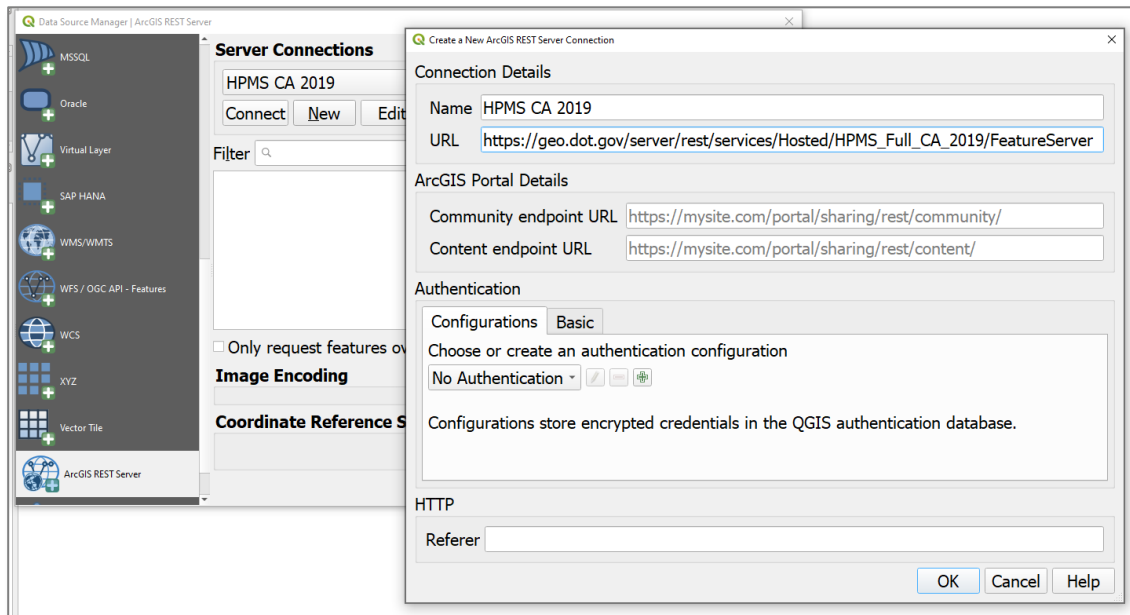 Data Source Manager | ArcGIS REST Server
MSSQL
Oracle
Virtual Layer
SAP HANA
WMS/WMTS
WFS / OGC API - Features
WCS
XYZ
Vector Tile
ArcGIS REST Server
Server Connections
HPMS CA 2019
Connect New Edit
Filter
Only request features ov
Image Encoding
Coordinate Reference S
Create a New ArcGIS REST Server Connection
Connection Details
Name HPMS CA 2019
URL https://geo.dot.gov/server/rest/services/Hosted/HPMS_Full_CA_2019/FeatureServer
ArcGIS Portal Details
Community endpoint URL https://mysite.com/portal/sharing/rest/community/
Content endpoint URL https://mysite.com/portal/sharing/rest/content/
Authentication
Configurations Basic
Choose or create an authentication configuration
No Authentication
Configurations store encrypted credentials in the QGIS authentication database.
HTTP
Referer
OK Cancel Help